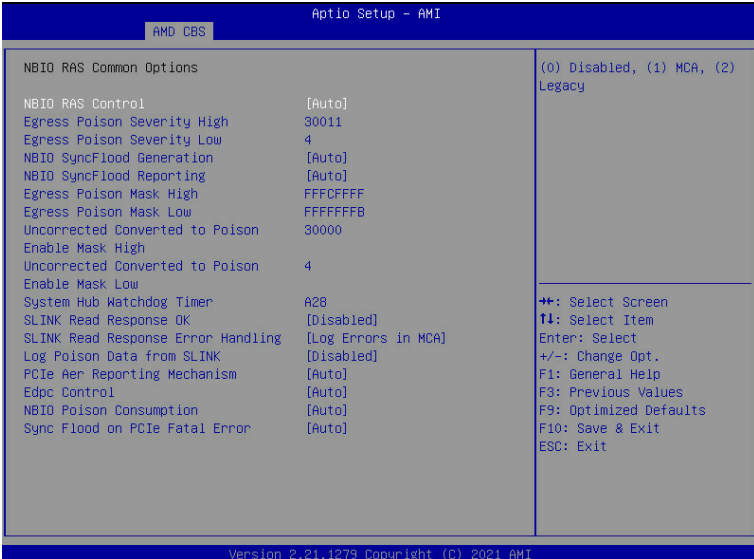 Aptio Setup – AMI
AMD CBS
NBIO RAS Common Options
(0) Disabled, (1) MCA, (2)
Legacy
NBIO RAS Control [Auto]
Egress Poison Severity High 30011
Egress Poison Severity Low 4
NBIO SyncFlood Generation [Auto]
NBIO SyncFlood Reporting [Auto]
Egress Poison Mask High FFFCFFFF
Egress Poison Mask Low FFFFFFFB
Uncorrected Converted to Poison 30000
Enable Mask High
Uncorrected Converted to Poison 4
Enable Mask Low
System Hub Watchdog Timer A28
SLINK Read Response OK [Disabled]
SLINK Read Response Error Handling [Log Errors in MCA]
Log Poison Data from SLINK [Disabled]
PCIe Aer Reporting Mechanism [Auto]
Edpc Control [Auto]
NBIO Poison Consumption [Auto]
Sync Flood on PCIe Fatal Error [Auto]
→←: Select Screen
↑↓: Select Item
Enter: Select
+/-: Change Opt.
F1: General Help
F3: Previous Values
F9: Optimized Defaults
F10: Save & Exit
ESC: Exit
Version 2.21.1279 Copyright (C) 2021 AMI